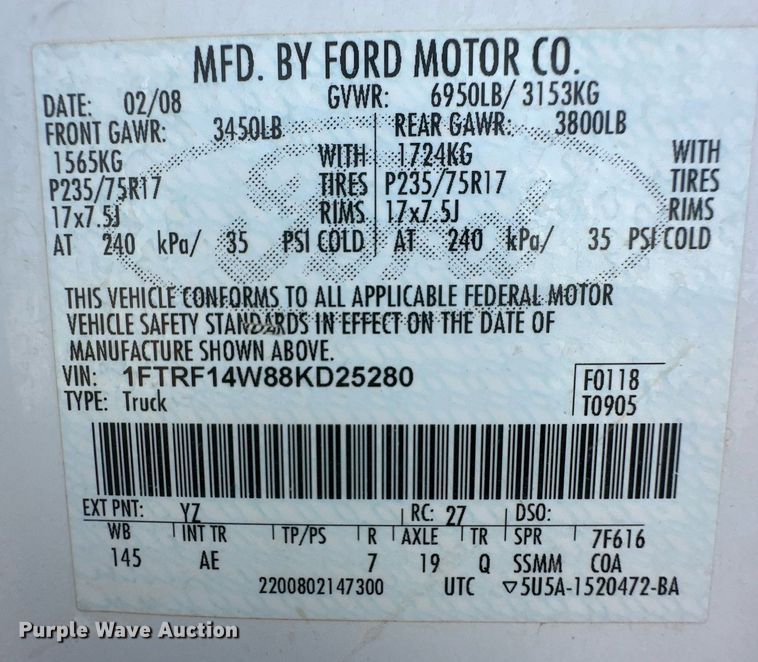 MFD. BY FORD MOTOR CO.
DATE: 02/08 GVWR: 6950LB/ 3153KG
FRONT GAWR: 3450LB REAR GAWR: 3800LB
1565KG WITH 1724KG WITH
P235/75R17 TIRES P235/75R17 TIRES
17x7.5J RIMS 17x7.5J RIMS
AT 240 kPa/ 35 PSI COLD AT 240 kPa/ 35 PSI COLD
THIS VEHICLE CONFORMS TO ALL APPLICABLE FEDERAL MOTOR
VEHICLE SAFETY STANDARDS IN EFFECT ON THE DATE OF
MANUFACTURE SHOWN ABOVE.
VIN: 1FTRF14W88KD25280 F0118
TYPE: Truck T0905
EXT PNT: YZ RC: 27 DSO:
WB INT TR TP/PS R AXLE TR SPR 7F616
145 AE 7 19 Q SSMM COA
2200802147300 UTC ▽5U5A-1520472-BA
Purple Wave Auction